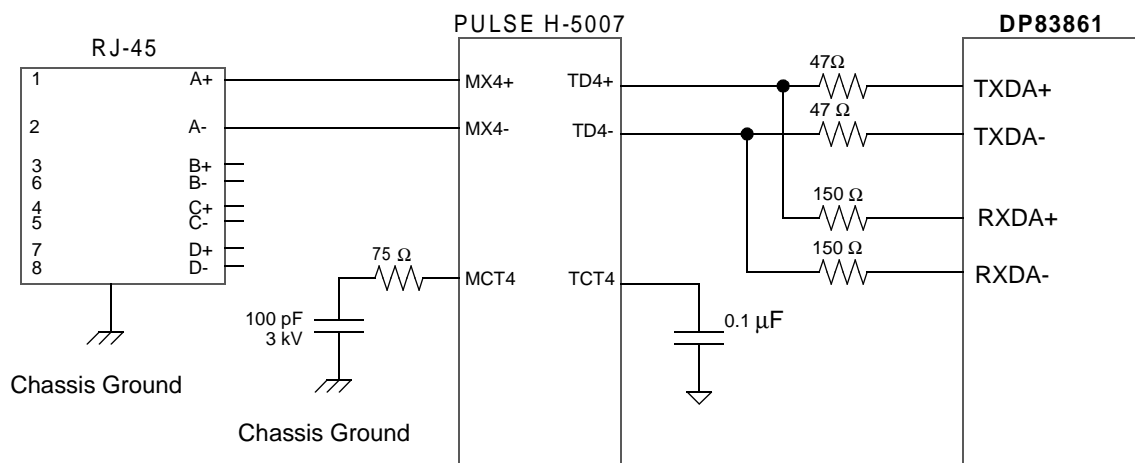 PULSE H-5007
DP83861
RJ-45
1 A+
2 A-
3 B+
6 B-
4 C+
5 C-
7 D+
8 D-
Chassis Ground
75 Ω
100 pF
3 kV
Chassis Ground
MX4+
MX4-
MCT4
TD4+
TD4-
TCT4
0.1 µF
47Ω
47 Ω
150 Ω
150 Ω
TXDA+
TXDA-
RXDA+
RXDA-